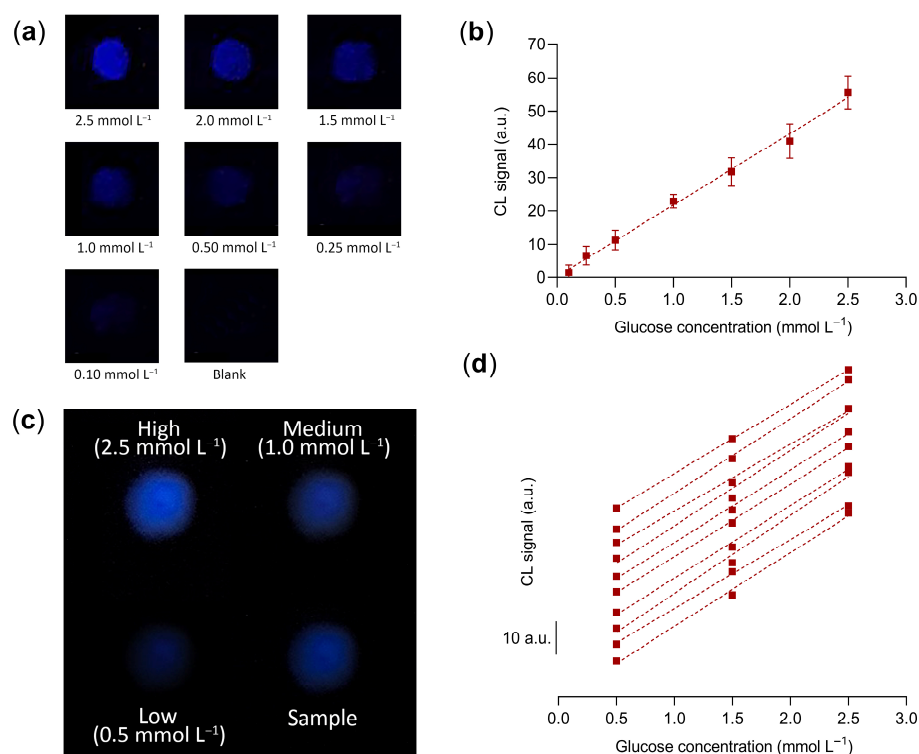 (a)
2.5 mmol L⁻¹
2.0 mmol L⁻¹
1.5 mmol L⁻¹
1.0 mmol L⁻¹
0.50 mmol L⁻¹
0.25 mmol L⁻¹
0.10 mmol L⁻¹
Blank
(b)
CL signal (a.u.)
70
60
50
40
30
20
10
0
0.0
0.5
1.0
1.5
2.0
2.5
3.0
Glucose concentration (mmol L⁻¹)
(c)
High
(2.5 mmol L⁻¹)
Medium
(1.0 mmol L⁻¹)
Low
(0.5 mmol L⁻¹)
Sample
(d)
CL signal (a.u.)
10 a.u.
0.0
0.5
1.0
1.5
2.0
2.5
3.0
Glucose concentration (mmol L⁻¹)